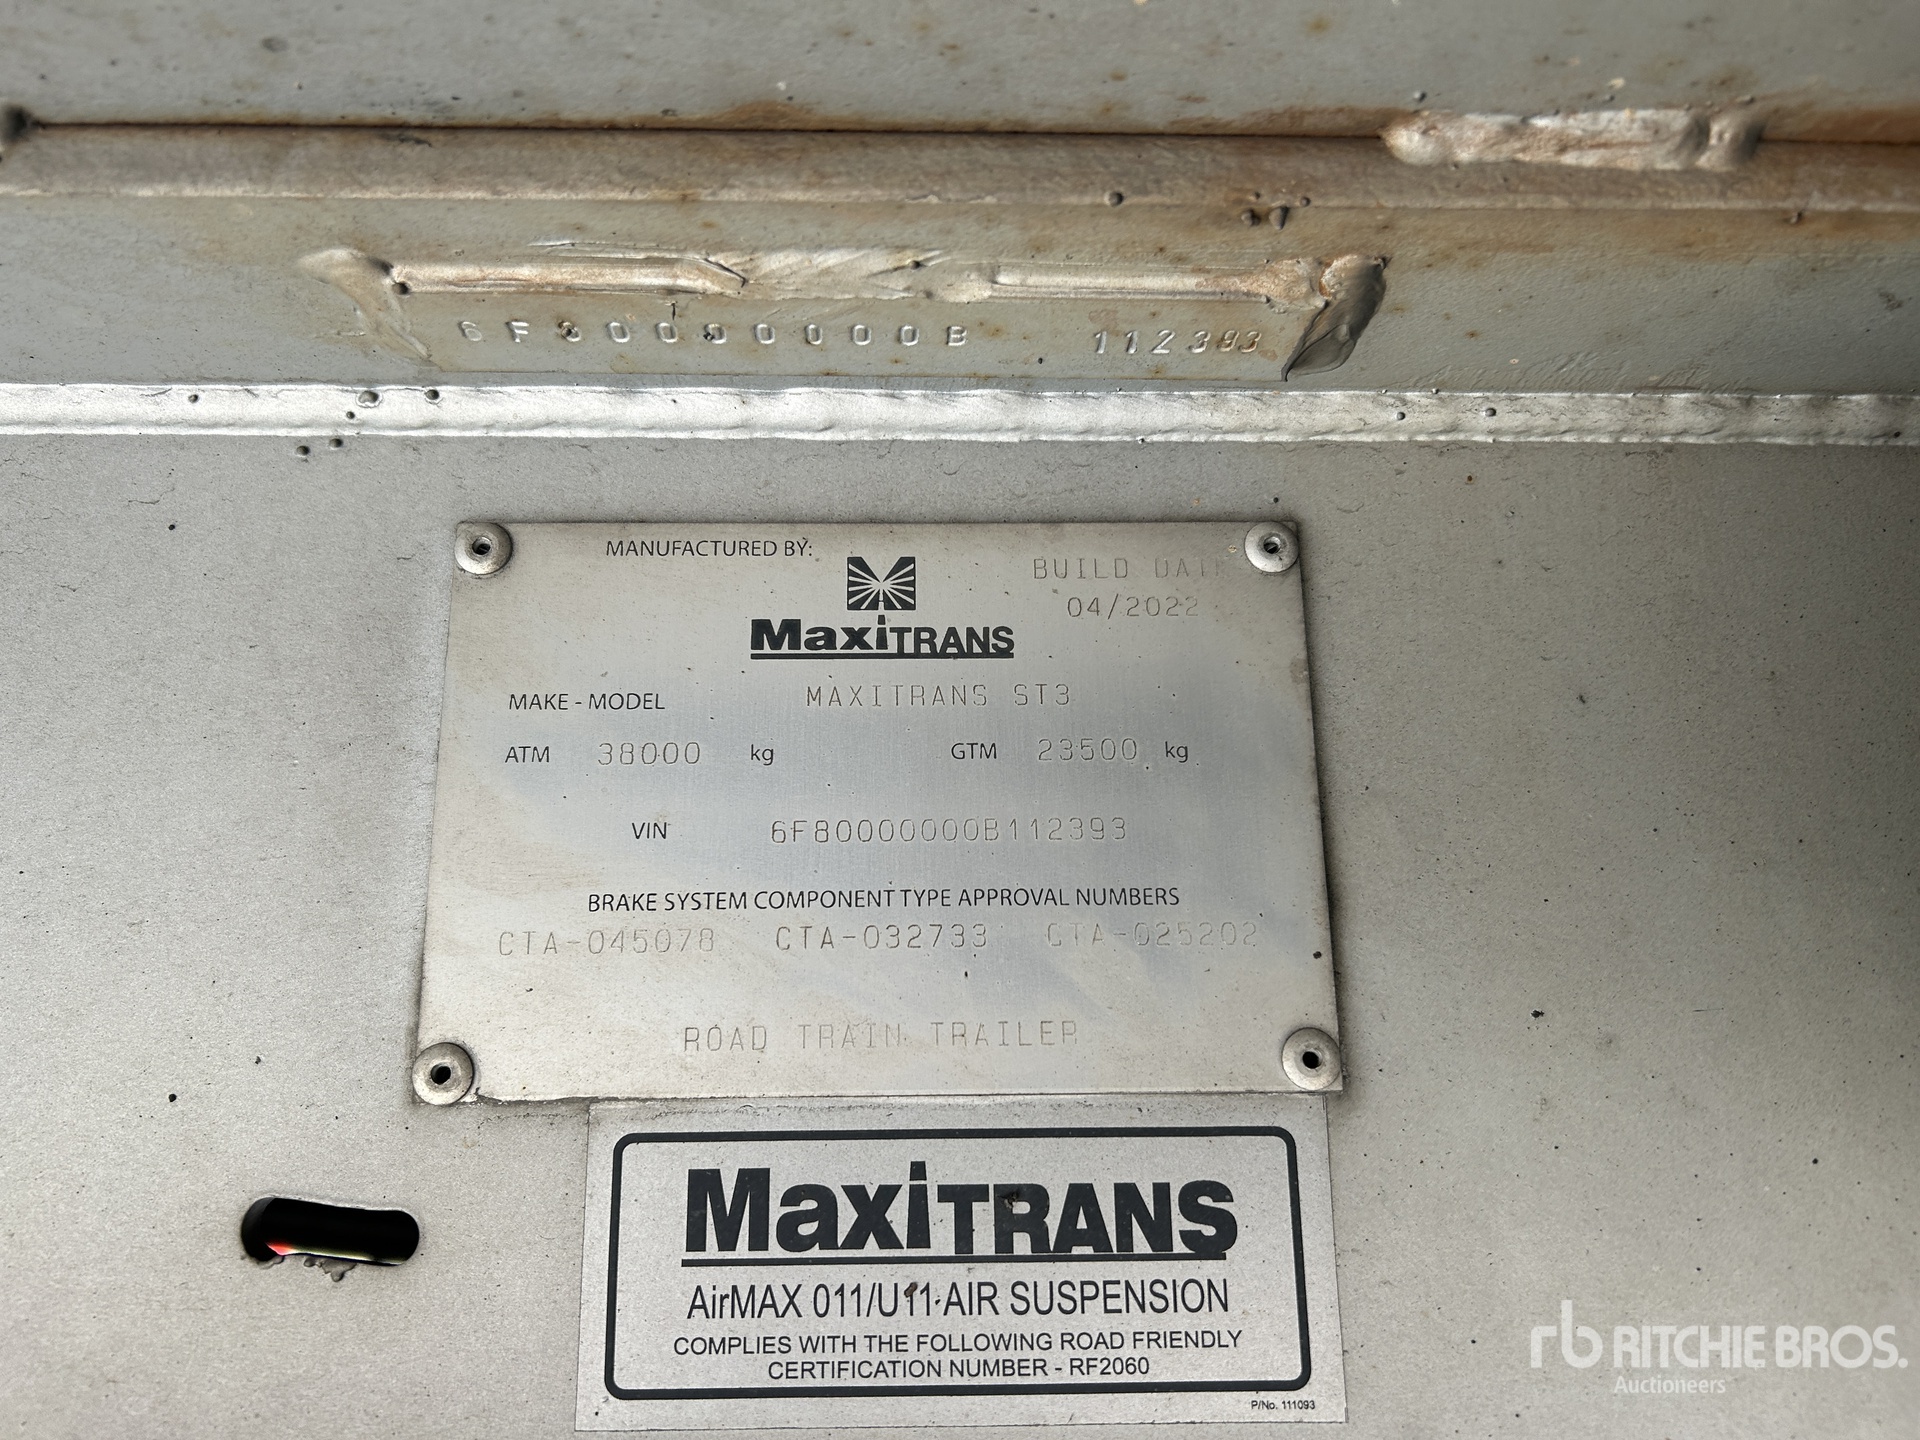 6F80000000B 112393
MANUFACTURED BY:
BUILD DATE
04/2022
MaxiTRANS
MAKE - MODEL MAXITRANS ST3
ATM 38000 kg GTM 23500 kg
VIN 6F80000000B112393
BRAKE SYSTEM COMPONENT TYPE APPROVAL NUMBERS
CTA-045078 CTA-032733 CTA-025202
ROAD TRAIN TRAILER
MaxiTRANS
AirMAX 011/U11 AIR SUSPENSION
COMPLIES WITH THE FOLLOWING ROAD FRIENDLY
CERTIFICATION NUMBER - RF2060
P/No. 111093
rb RITCHIE BROS.
Auctioneers